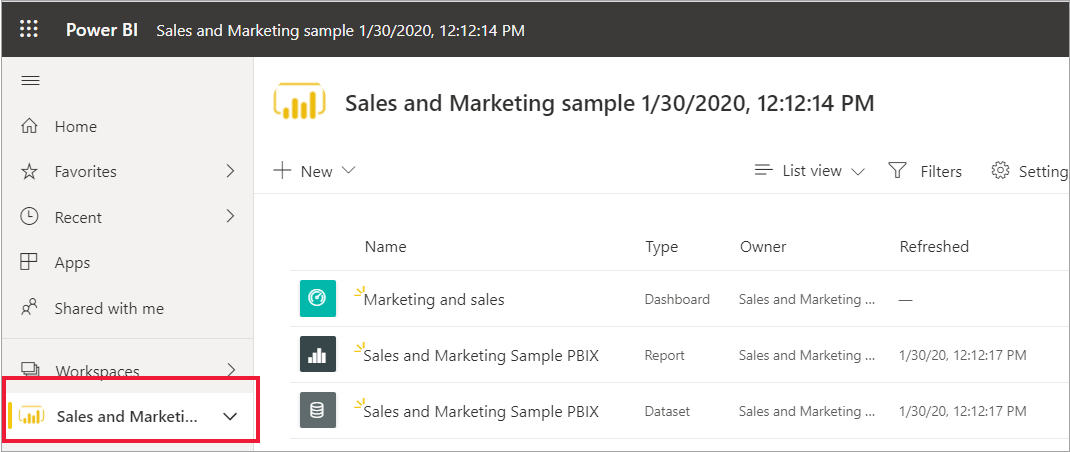 Power BI Sales and Marketing sample 1/30/2020, 12:12:14 PM
Sales and Marketing sample 1/30/2020, 12:12:14 PM
Home
Favorites
Recent
Apps
Shared with me
Workspaces
Sales and Marketi...
New List view Filters Setting
Name Type Owner Refreshed
Marketing and sales Dashboard Sales and Marketing ... —
Sales and Marketing Sample PBIX Report Sales and Marketing ... 1/30/20, 12:12:17 PM
Sales and Marketing Sample PBIX Dataset Sales and Marketing ... 1/30/20, 12:12:17 PM